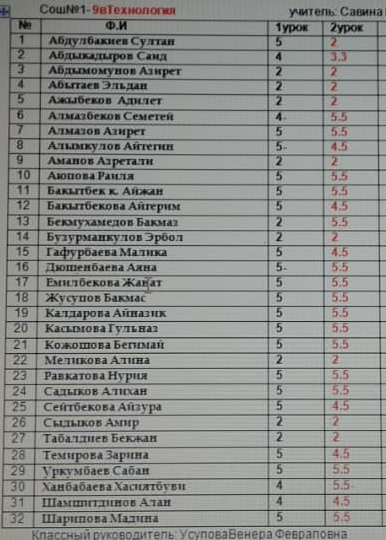 Сош№1-9вТехнология учитель: Савина
№ Ф.И 1урок 2урок
1 Абдулбакиев Султан 5 2
2 Абдыкадыров Саид 4 3.3
3 Абдымомунов Азирет 2 2
4 Абытаев Эльдан 2 2
5 Ажыбеков Адилет 2 2
6 Алмазбеков Семетей 4- 5.5
7 Алмазов Азирет 5 5.5
8 Алымкулов Айтегин 5- 4.5
9 Аманов Азретали 2 2
10 Аюпова Раиля 5 5.5
11 Бакытбек к. Айжан 5 5.5
12 Бакытбекова Айгерим 5 4.5
13 Бекмухамедов Бакмаз 2 5.5
14 Бузурманкулов Эрбол 2 2
15 Гафурбаева Малика 5 4.5
16 Дюшенбаева Аяна 5- 5.5
17 Емилбекова Жанат 5 5.5
18 Жусупов Бакмас 5 5.5
19 Калдарова Айназик 5 5.5
20 Касымова Гульназ 5 5.5
21 Кожошова Бегимай 5 5.5
22 Меликова Алина 2 2
23 Равкатова Нурия 5 5.5
24 Садыков Алихан 5 5.5
25 Сейтбекова Айзура 5 4.5
26 Сыдыков Амир 2 2
27 Табалдиев Бекжан 2 2
28 Темирова Зарина 5 4.5
29 Уркумбаев Сабан 5 5.5
30 Ханбабаева Хасиятбуви 4 5.5-
31 Шамшитдинов Алан 4 4.5
32 Шарипова Мадина 5 5.5
Классный руководитель: УсуповаВенера Февраповна